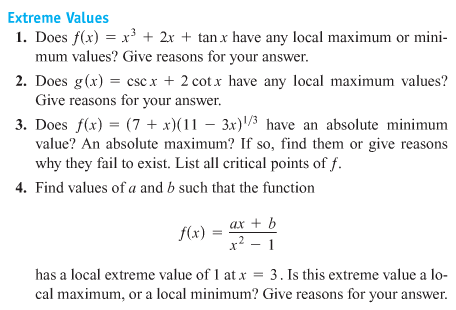 Extreme Values
1. Does f(x) = x³ + 2x + tan x have any local maximum or mini-
mum values? Give reasons for your answer.
2. Does g(x) = csc x + 2 cot x have any local maximum values?
Give reasons for your answer.
3. Does f(x) = (7 + x)(11 − 3x)^{1/3} have an absolute minimum
value? An absolute maximum? If so, find them or give reasons
why they fail to exist. List all critical points of f.
4. Find values of a and b such that the function
f(x) = (ax + b)/(x² − 1)
has a local extreme value of 1 at x = 3. Is this extreme value a lo-
cal maximum, or a local minimum? Give reasons for your answer.